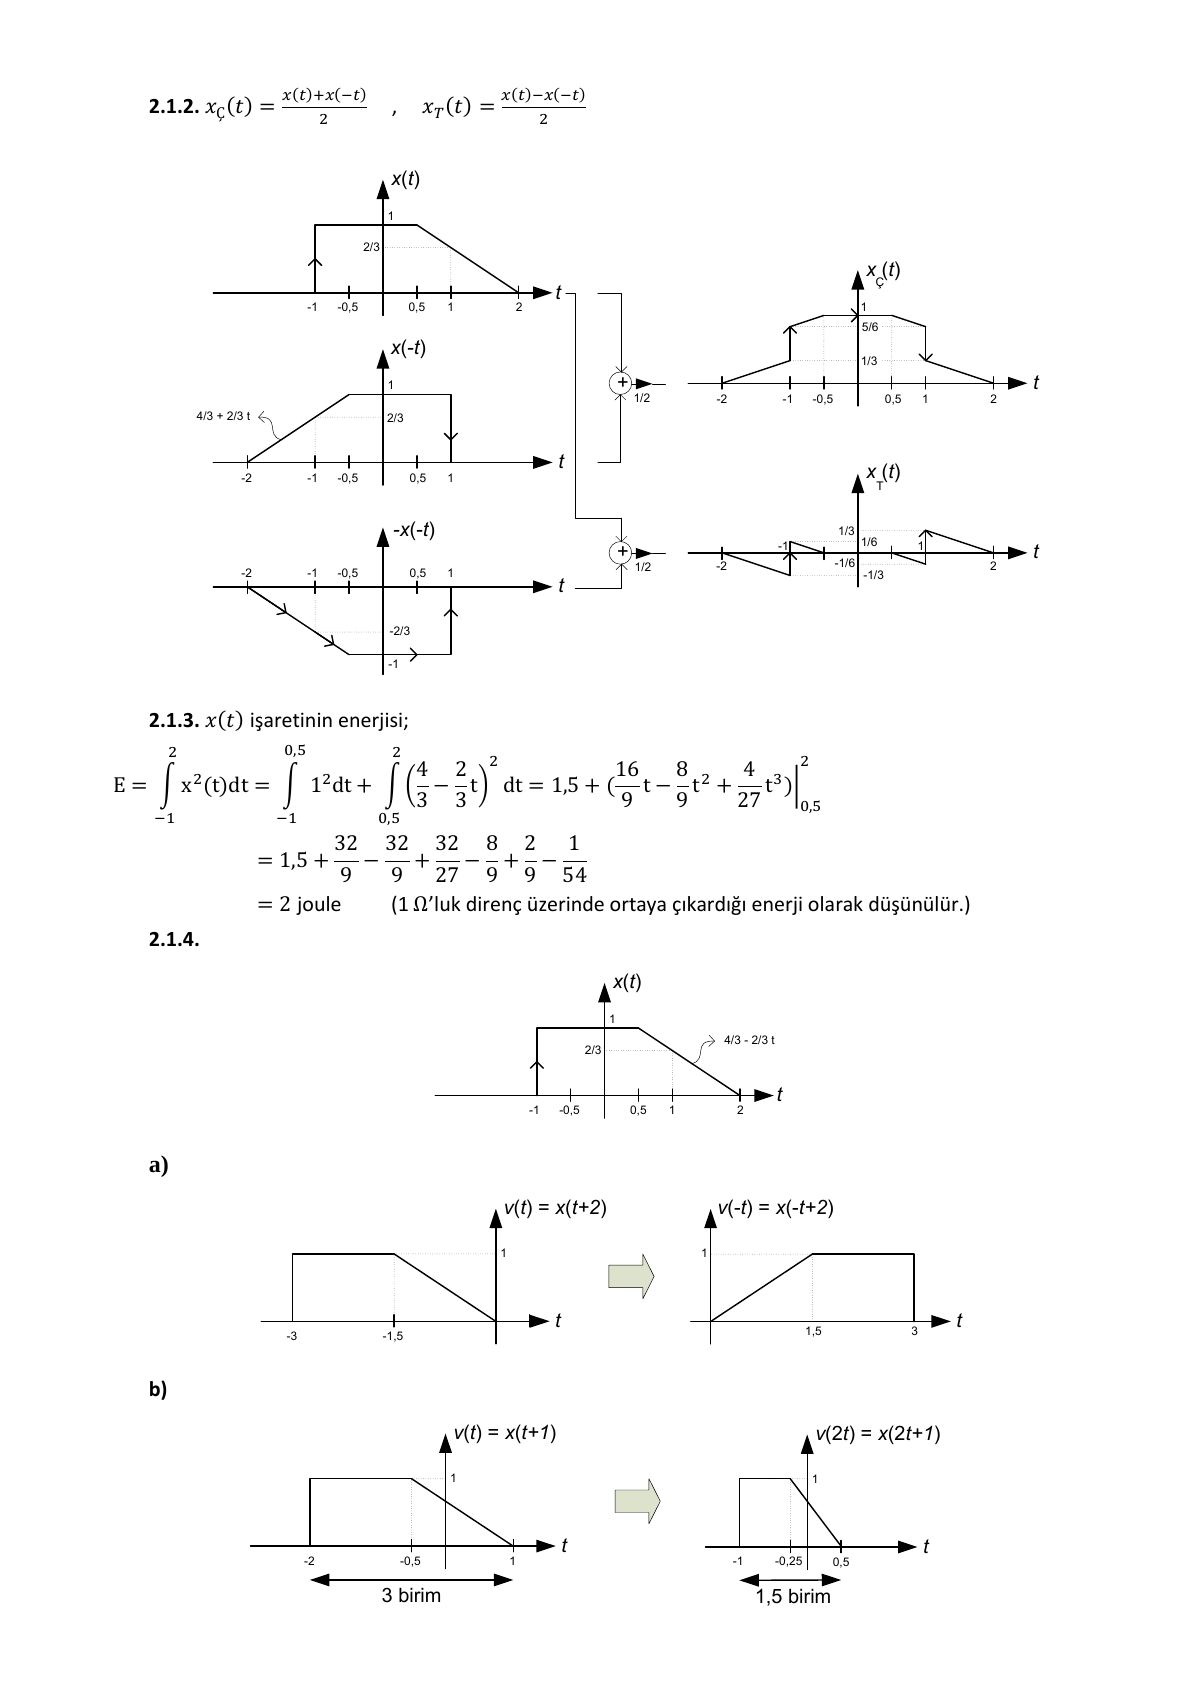 2.1.2. x_Ç(t) = (x(t)+x(−t))/2 , x_T(t) = (x(t)−x(−t))/2
x(t)
1
2/3
t
-1 -0,5 0,5 1 2
x(-t)
1
4/3 + 2/3 t
2/3
t
-2 -1 -0,5 0,5 1
-x(-t)
-2 -1 -0,5 0,5 1
t
-2/3
-1
+
1/2
x_Ç(t)
1
5/6
1/3
t
-2 -1 -0,5 0,5 1 2
+
1/2
x_T(t)
1/3
1/6
-1 1
t
-2 -1/6 2
-1/3
2.1.3. x(t) işaretinin enerjisi;
E = ∫_{−1}^{2} x²(t)dt = ∫_{−1}^{0,5} 1²dt + ∫_{0,5}^{2} (4/3 − 2/3 t)² dt = 1,5 + (16/9 t − 8/9 t² + 4/27 t³)|_{0,5}^{2}
= 1,5 + 32/9 − 32/9 + 32/27 − 8/9 + 2/9 − 1/54
= 2 joule (1 Ω’luk direnç üzerinde ortaya çıkardığı enerji olarak düşünülür.)
2.1.4.
x(t)
1
4/3 - 2/3 t
2/3
t
-1 -0,5 0,5 1 2
a)
v(t) = x(t+2)
1
t
-3 -1,5
v(-t) = x(-t+2)
1
t
1,5 3
b)
v(t) = x(t+1)
1
t
-2 -0,5 1
3 birim
v(2t) = x(2t+1)
1
t
-1 -0,25 0,5
1,5 birim